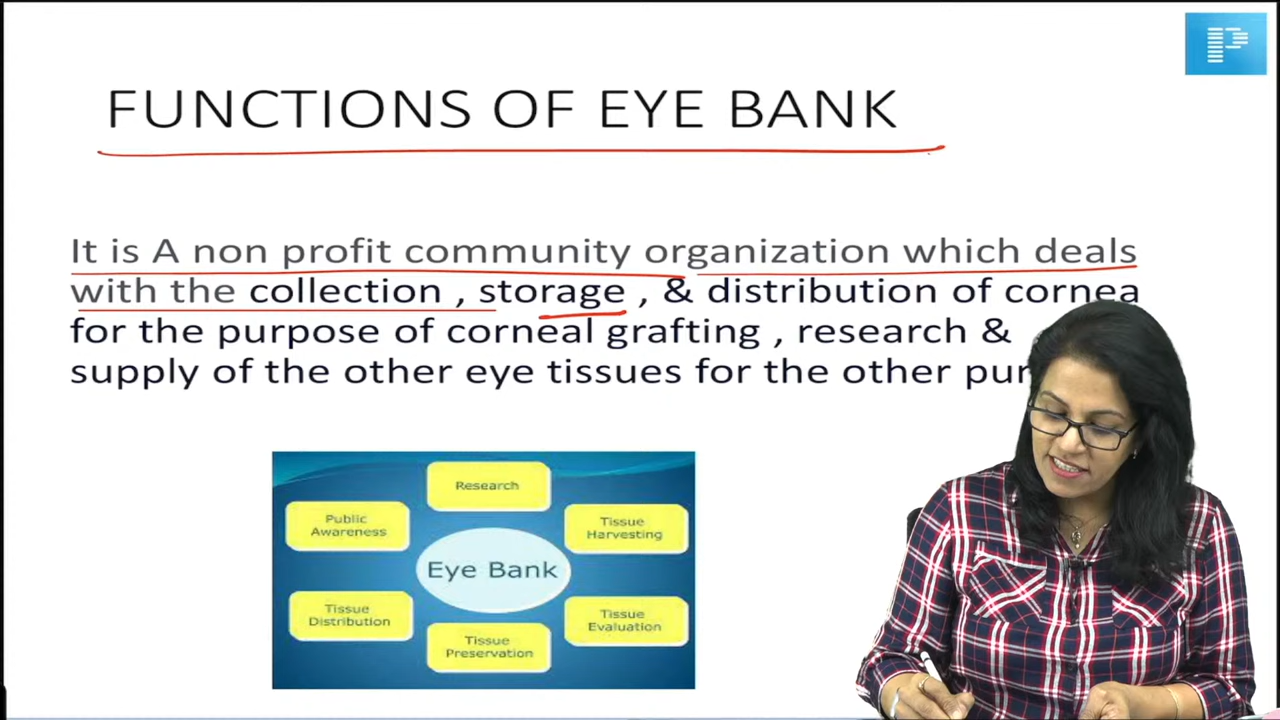 FUNCTIONS OF EYE BANK
It is A non profit community organization which deals
with the collection , storage , & distribution of cornea
for the purpose of corneal grafting , research &
supply of the other eye tissues for the other
Research
Public
Awareness
Tissue
Harvesting
Eye Bank
Tissue
Distribution
Tissue
Evaluation
Tissue
Preservation